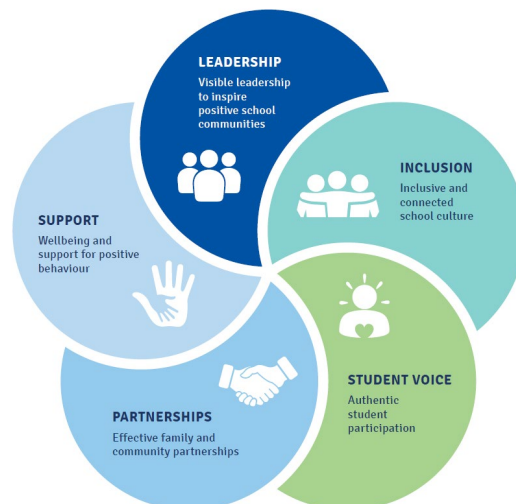 LEADERSHIP
Visible leadership
to inspire
positive school
communities
INCLUSION
Inclusive and
connected
school culture
STUDENT VOICE
Authentic
student
participation
PARTNERSHIPS
Effective family and
community partnerships
SUPPORT
Wellbeing and
support for positive
behaviour